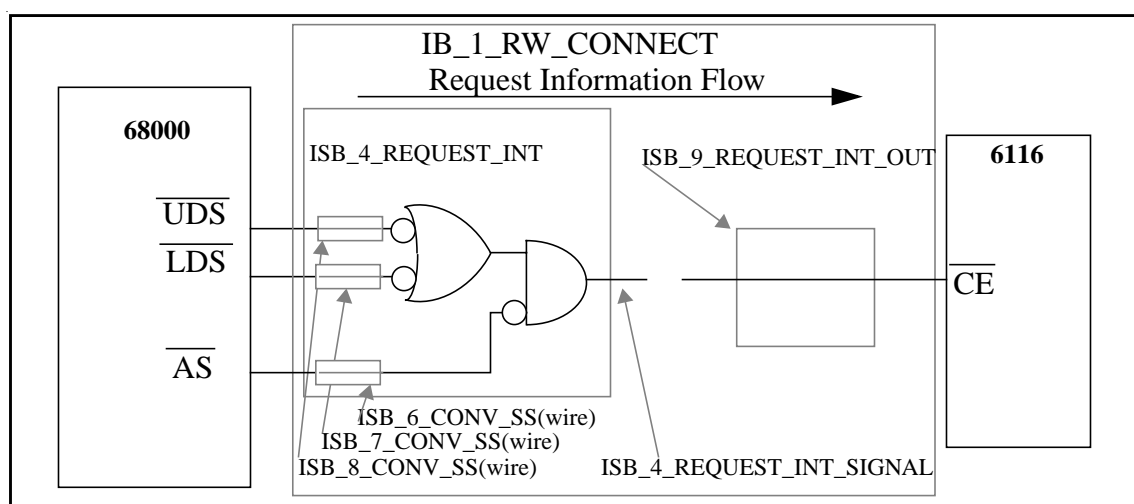 IB_1_RW_CONNECT
Request Information Flow
68000
ISB_4_REQUEST_INT
ISB_9_REQUEST_INT_OUT
6116
UDS
LDS
CE
AS
ISB_6_CONV_SS(wire)
ISB_7_CONV_SS(wire)
ISB_8_CONV_SS(wire)
ISB_4_REQUEST_INT_SIGNAL